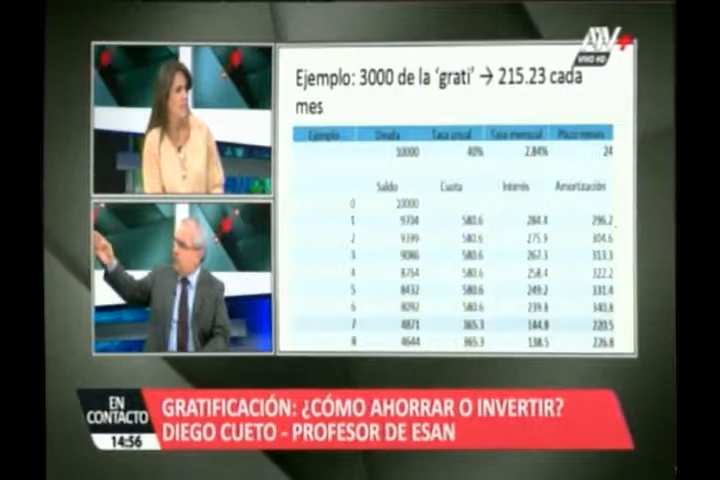 ATV+
VIVO HD
Ejemplo: 3000 de la 'grati' → 215.23 cada
mes
Ejemplo Deuda Tasa anual Tasa mensual Plazo meses
10000 40% 2.84% 24
Saldo Cuota Interés Amortización
0 10000
1 9704 580.6 284.4 296.2
2 9399 580.6 275.9 304.6
3 9086 580.6 267.3 313.3
4 8764 580.6 258.4 322.2
5 8432 580.6 249.2 331.4
6 8092 580.6 239.8 340.8
7 4871 365.3 144.8 220.5
8 4644 365.3 138.5 226.8
EN
CONTACTO
14:56
GRATIFICACIÓN: ¿CÓMO AHORRAR O INVERTIR?
DIEGO CUETO - PROFESOR DE ESAN